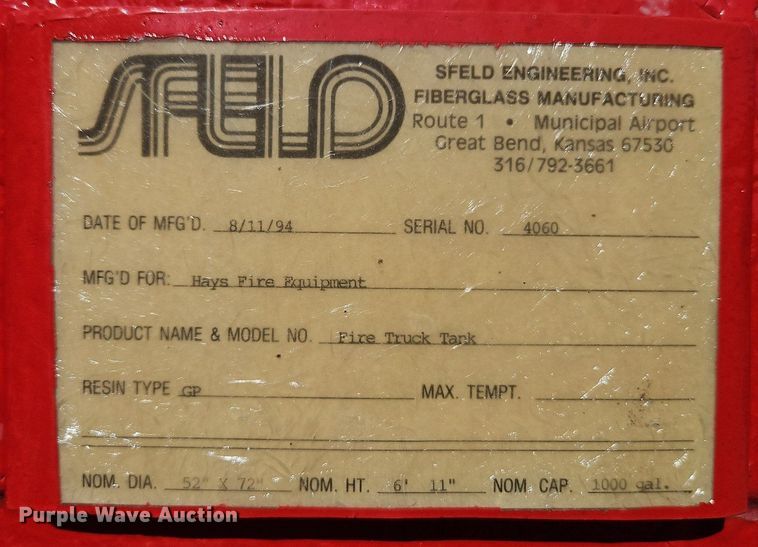 SFELD
SFELD ENGINEERING, INC.
FIBERGLASS MANUFACTURING
Route 1 • Municipal Airport
Great Bend, Kansas 67530
316/792-3661
DATE OF MFG'D. 8/11/94 SERIAL NO. 4060
MFG'D FOR: Hays Fire Equipment
PRODUCT NAME & MODEL NO. Fire Truck Tank
RESIN TYPE GP MAX. TEMPT.
NOM. DIA. 52" X 72" NOM. HT. 6' 11" NOM. CAP. 1000 gal.
Purple Wave Auction